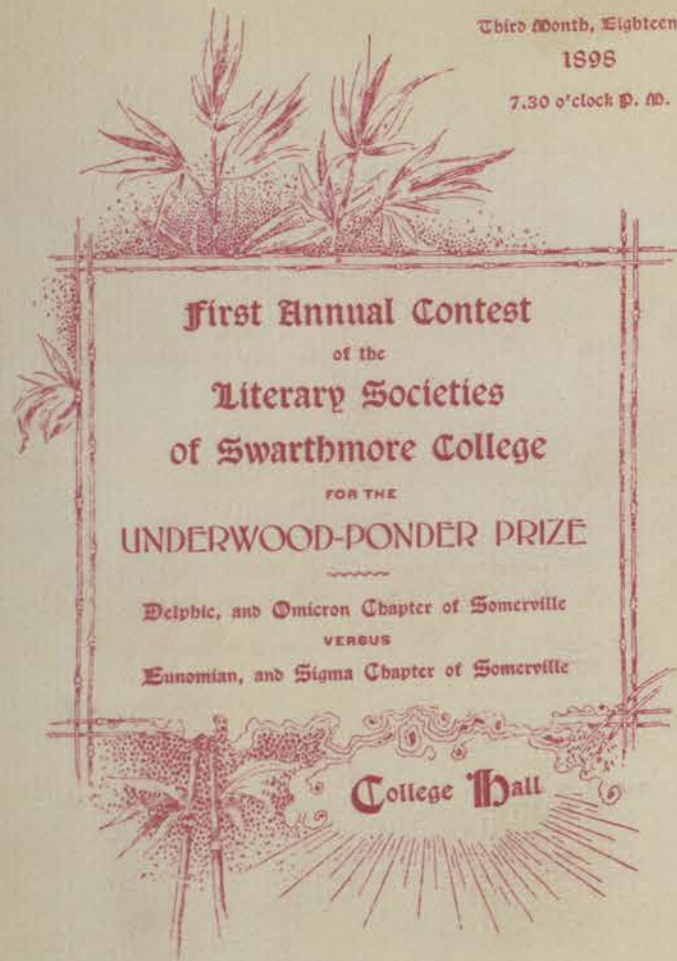 Third Month, Eighteen
1898
7.30 o'clock P. M.
First Annual Contest
of the
Literary Societies
of Swarthmore College
FOR THE
UNDERWOOD-PONDER PRIZE
Delphic, and Omicron Chapter of Somerville
VERSUS
Eunomian, and Sigma Chapter of Somerville
College Hall